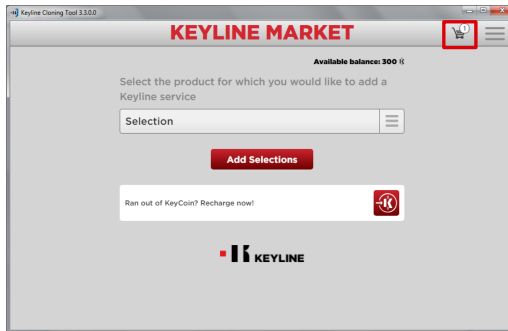 Keyline Cloning Tool 3.3.0.0
KEYLINE MARKET
1
Available balance: 300
Select the product for which you would like to add a
Keyline service
Selection
Add Selections
Ran out of KeyCoin? Recharge now!
KEYLINE